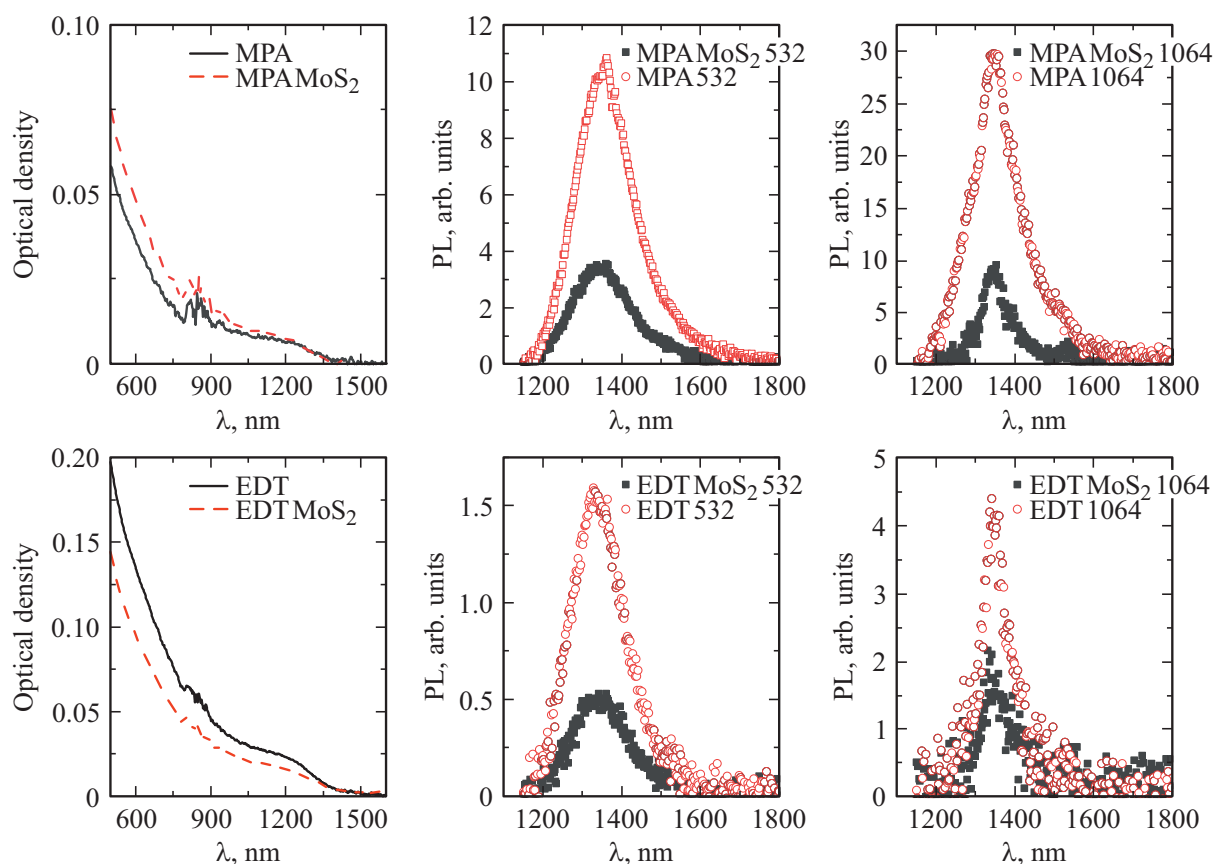 0.10
0.05
0
Optical density
MPA
MPA MoS₂
600 900 1200 1500
λ, nm
12
10
8
6
4
2
0
PL, arb. units
MPA MoS₂ 532
MPA 532
1200 1400 1600 1800
λ, nm
30
25
20
15
10
5
0
PL, arb. units
MPA MoS₂ 1064
MPA 1064
1200 1400 1600 1800
λ, nm
0.20
0.15
0.10
0.05
0
Optical density
EDT
EDT MoS₂
600 900 1200 1500
λ, nm
1.5
1.0
0.5
0
PL, arb. units
EDT MoS₂ 532
EDT 532
1200 1400 1600 1800
λ, nm
5
4
3
2
1
0
PL, arb. units
EDT MoS₂ 1064
EDT 1064
1200 1400 1600 1800
λ, nm